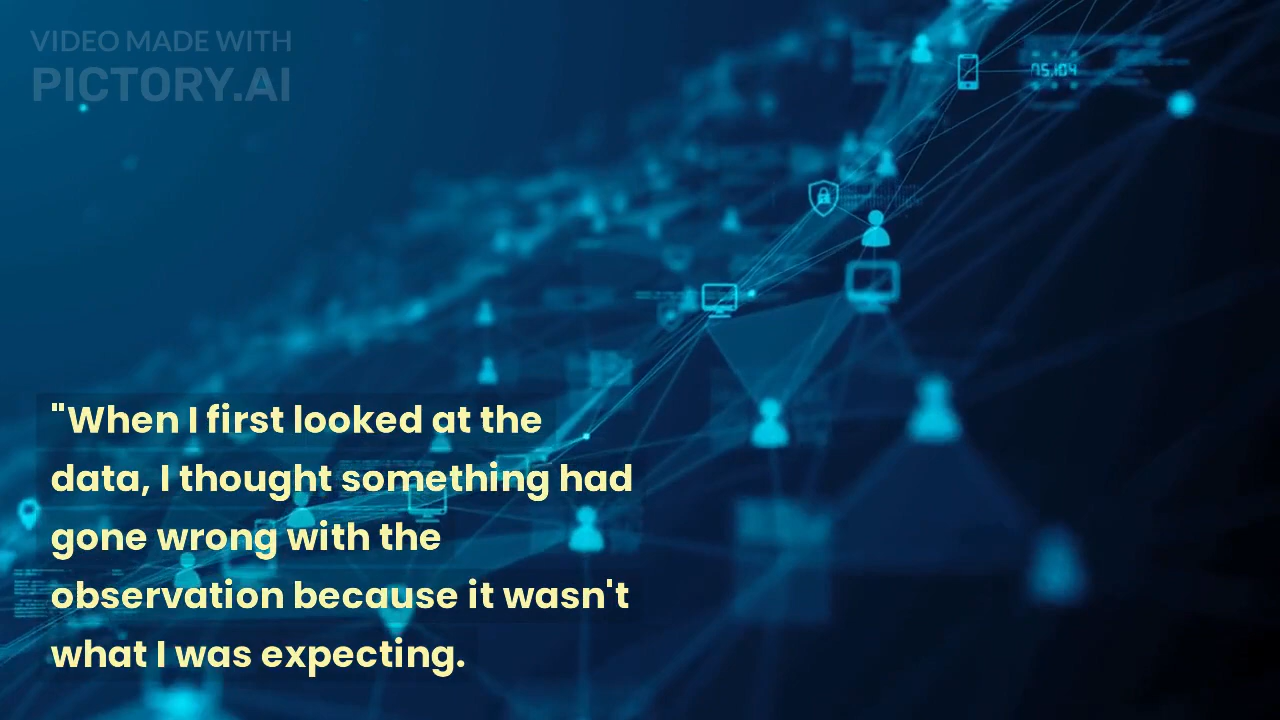 VIDEO MADE WITH
PICTORY.AI
"When I first looked at the
data, I thought something had
gone wrong with the
observation because it wasn't
what I was expecting.